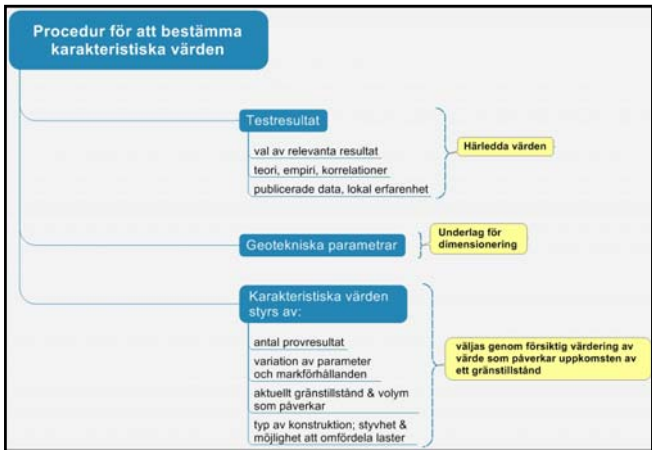 Procedur för att bestämma
karakteristiska värden
Testresultat
val av relevanta resultat
teori, empiri, korrelationer
publicerade data, lokal erfarenhet
Härledda värden
Geotekniska parametrar
Underlag för
dimensionering
Karakteristiska värden
styrs av:
antal provresultat
variation av parameter
och markförhållanden
aktuellt gränstillstånd & volym
som påverkar
typ av konstruktion; styvhet &
möjlighet att omfördela laster
väljas genom försiktig värdering av
värde som påverkar uppkomsten av
ett gränstillstånd